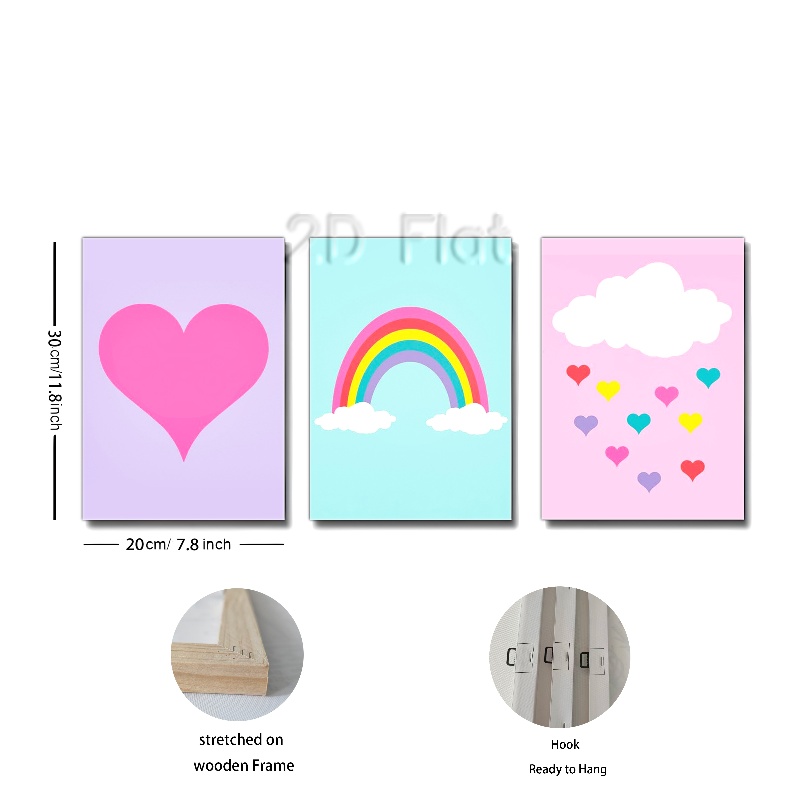 2D Flat
30cm/11.8inch
20cm/ 7.8 inch
stretched on
wooden Frame
Hook
Ready to Hang